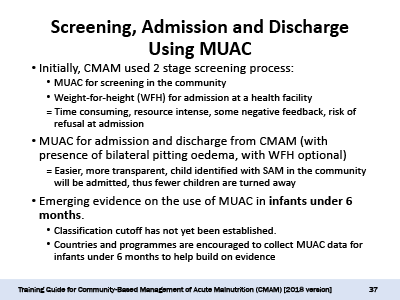 Screening, Admission and Discharge
Using MUAC
• Initially, CMAM used 2 stage screening process:
• MUAC for screening in the community
• Weight-for-height (WFH) for admission at a health facility
= Time consuming, resource intense, some negative feedback, risk of
refusal at admission
• MUAC for admission and discharge from CMAM (with
presence of bilateral pitting oedema, with WFH optional)
= Easier, more transparent, child identified with SAM in the community
will be admitted, thus fewer children are turned away
• Emerging evidence on the use of MUAC in infants under 6
months.
• Classification cutoff has not yet been established.
• Countries and programmes are encouraged to collect MUAC data for
infants under 6 months to help build on evidence
Training Guide for Community-Based Management of Acute Malnutrition (CMAM) [2018 version] 37